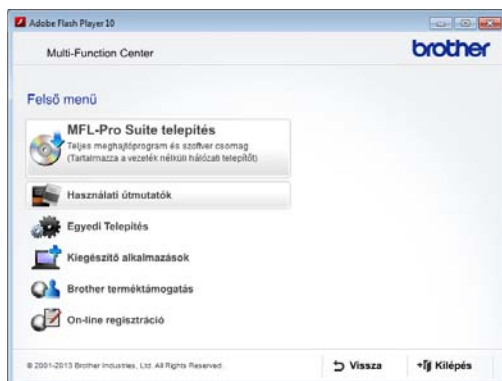 Adobe Flash Player 10
Multi-Function Center
brother
Felső menü
MFL-Pro Suite telepítés
Teljes meghajtóprogram és szoftver csomag
(Tartalmazza a vezeték nélküli hálózati telepítőt)
Használati útmutatók
Egyedi Telepítés
Kiegészítő alkalmazások
Brother terméktámogatás
On-line regisztráció
© 2001-2013 Brother Industries, Ltd. All Rights Reserved.
Vissza
Kilépés